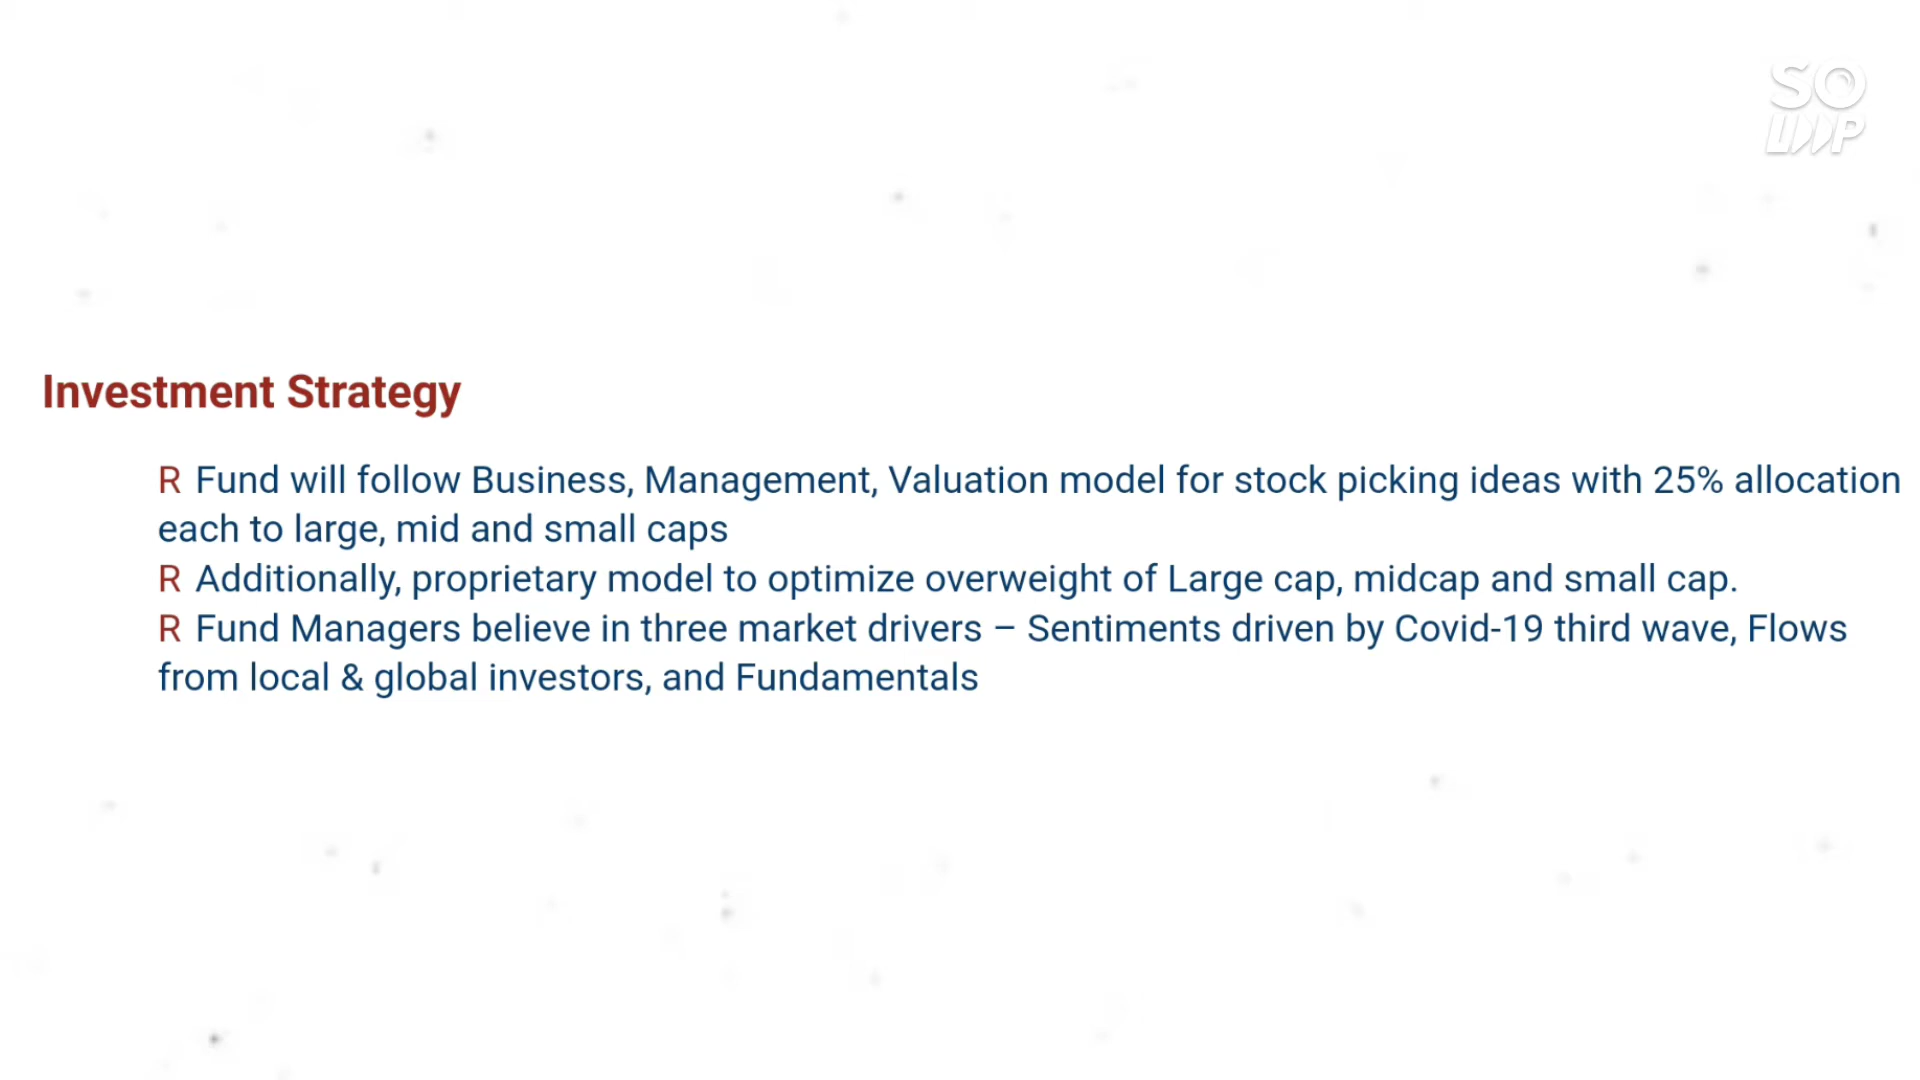 SO
LP
Investment Strategy
R Fund will follow Business, Management, Valuation model for stock picking ideas with 25% allocation
each to large, mid and small caps
R Additionally, proprietary model to optimize overweight of Large cap, midcap and small cap.
R Fund Managers believe in three market drivers – Sentiments driven by Covid-19 third wave, Flows
from local & global investors, and Fundamentals